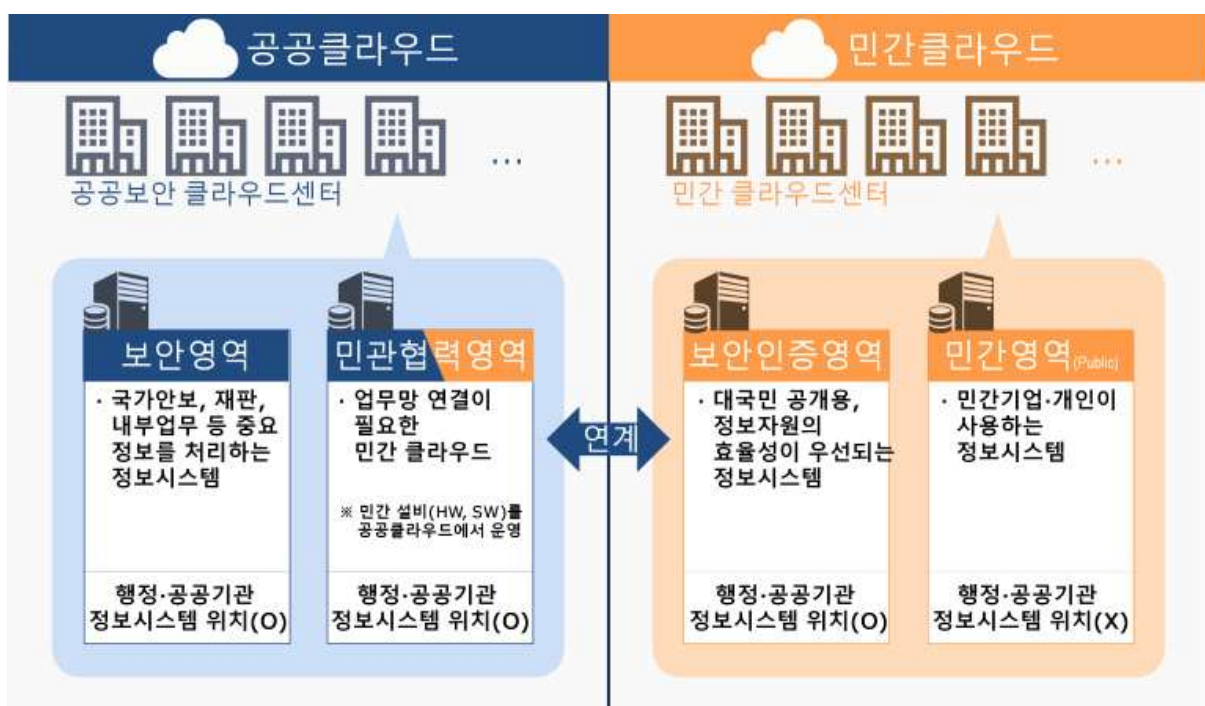 공공클라우드
민간클라우드
...
공공보안 클라우드센터
...
민간 클라우드센터
보안영역
· 국가안보, 재판,
내부업무 등 중요
정보를 처리하는
정보시스템
행정·공공기관
정보시스템 위치(O)
민관협력영역
· 업무망 연결이
필요한
민간 클라우드
※ 민간 설비(HW, SW)를
공공클라우드에서 운영
행정·공공기관
정보시스템 위치(O)
연계
보안인증영역
· 대국민 공개용,
정보자원의
효율성이 우선되는
정보시스템
행정·공공기관
정보시스템 위치(O)
민간영역(Public)
· 민간기업·개인이
사용하는
정보시스템
행정·공공기관
정보시스템 위치(X)